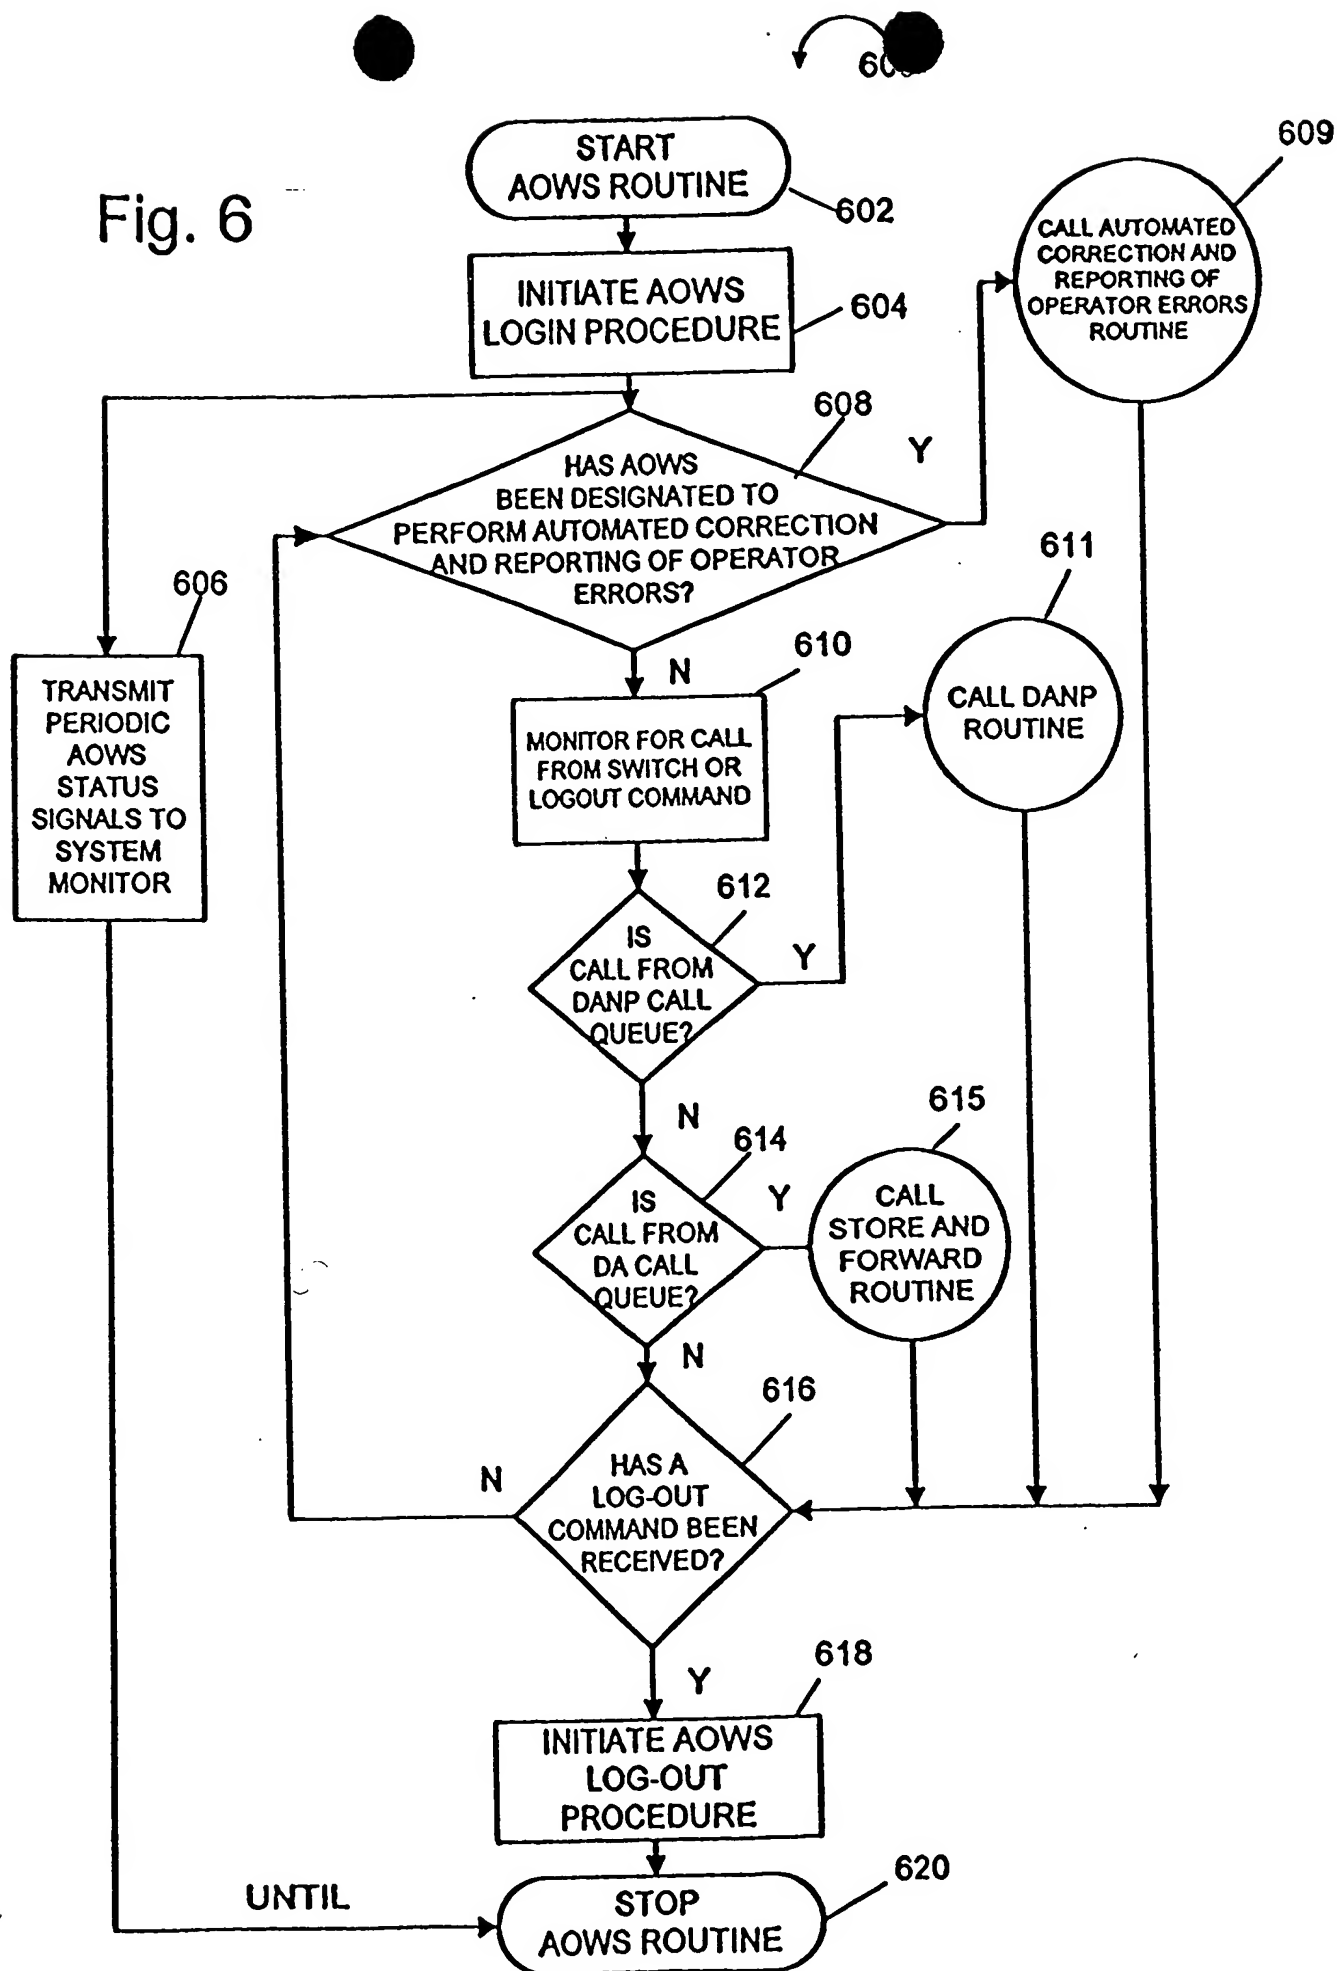 60
Fig. 6
START
AOWS ROUTINE
602
INITIATE AOWS
LOGIN PROCEDURE
604
609
CALL AUTOMATED
CORRECTION AND
REPORTING OF
OPERATOR ERRORS
ROUTINE
608
Y
HAS AOWS
BEEN DESIGNATED TO
PERFORM AUTOMATED CORRECTION
AND REPORTING OF OPERATOR
ERRORS?
N
606
TRANSMIT
PERIODIC
AOWS
STATUS
SIGNALS TO
SYSTEM
MONITOR
610
MONITOR FOR CALL
FROM SWITCH OR
LOGOUT COMMAND
611
CALL DANP
ROUTINE
612
Y
IS
CALL FROM
DANP CALL
QUEUE?
N
614
Y
IS
CALL FROM
DA CALL
QUEUE?
N
615
CALL
STORE AND
FORWARD
ROUTINE
616
N
HAS A
LOG-OUT
COMMAND BEEN
RECEIVED?
Y
618
INITIATE AOWS
LOG-OUT
PROCEDURE
UNTIL
620
STOP
AOWS ROUTINE